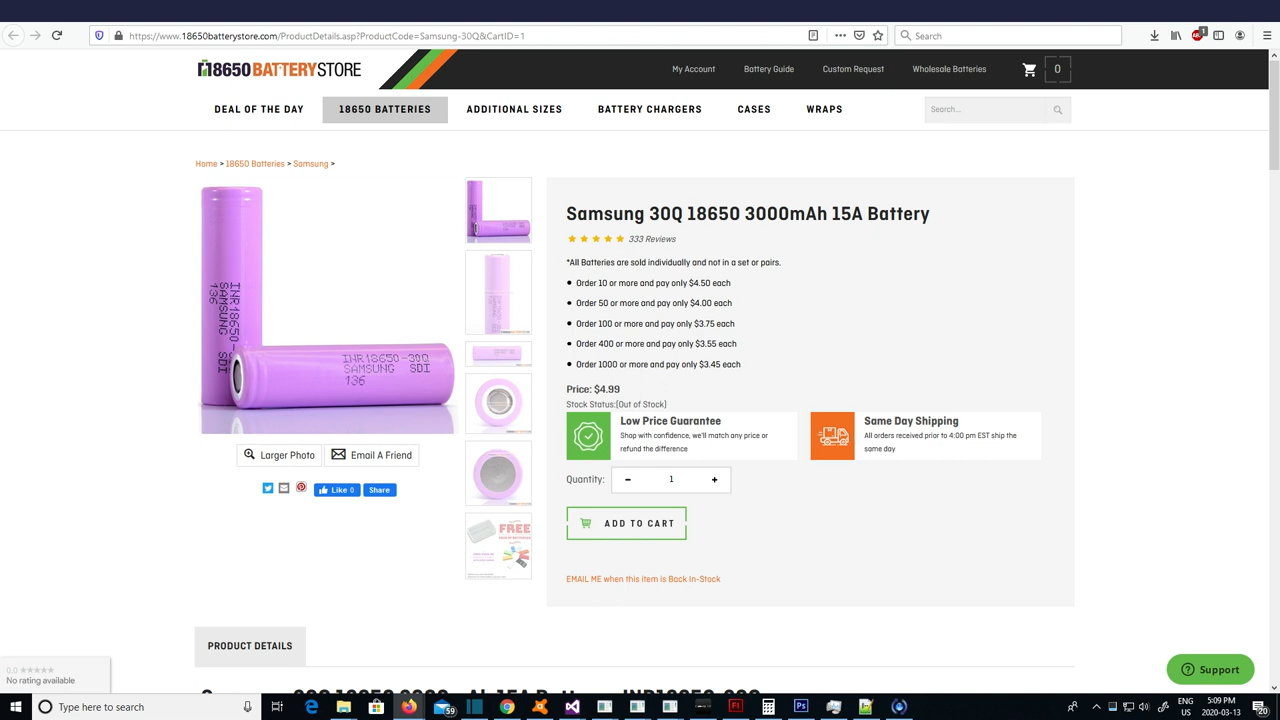 https://www.18650batterystore.com/ProductDetails.asp?ProductCode=Samsung-30Q&CartID=1
Search
18650BATTERYSTORE
My Account
Battery Guide
Custom Request
Wholesale Batteries
0
DEAL OF THE DAY
18650 BATTERIES
ADDITIONAL SIZES
BATTERY CHARGERS
CASES
WRAPS
Search...
Home > 18650 Batteries > Samsung >
INR18650-
SAMSUNG SDI
136
INR18650-30Q
SAMSUNG SDI
136
FREE
Samsung 30Q 18650 3000mAh 15A Battery
333 Reviews
*All Batteries are sold individually and not in a set or pairs.
Order 10 or more and pay only $4.50 each
Order 50 or more and pay only $4.00 each
Order 100 or more and pay only $3.75 each
Order 400 or more and pay only $3.55 each
Order 1000 or more and pay only $3.45 each
Price: $4.99
Stock Status:(Out of Stock)
Low Price Guarantee
Shop with confidence, we'll match any price or
refund the difference
Same Day Shipping
All orders received prior to 4:00 pm EST ship the
same day
Quantity:
- 1 +
ADD TO CART
EMAIL ME when this item is Back In-Stock
Larger Photo
Email A Friend
Like 0
Share
PRODUCT DETAILS
0,0
No rating available
Support
Type here to search
59
ENG
US
5:09 PM
2020-03-13
20